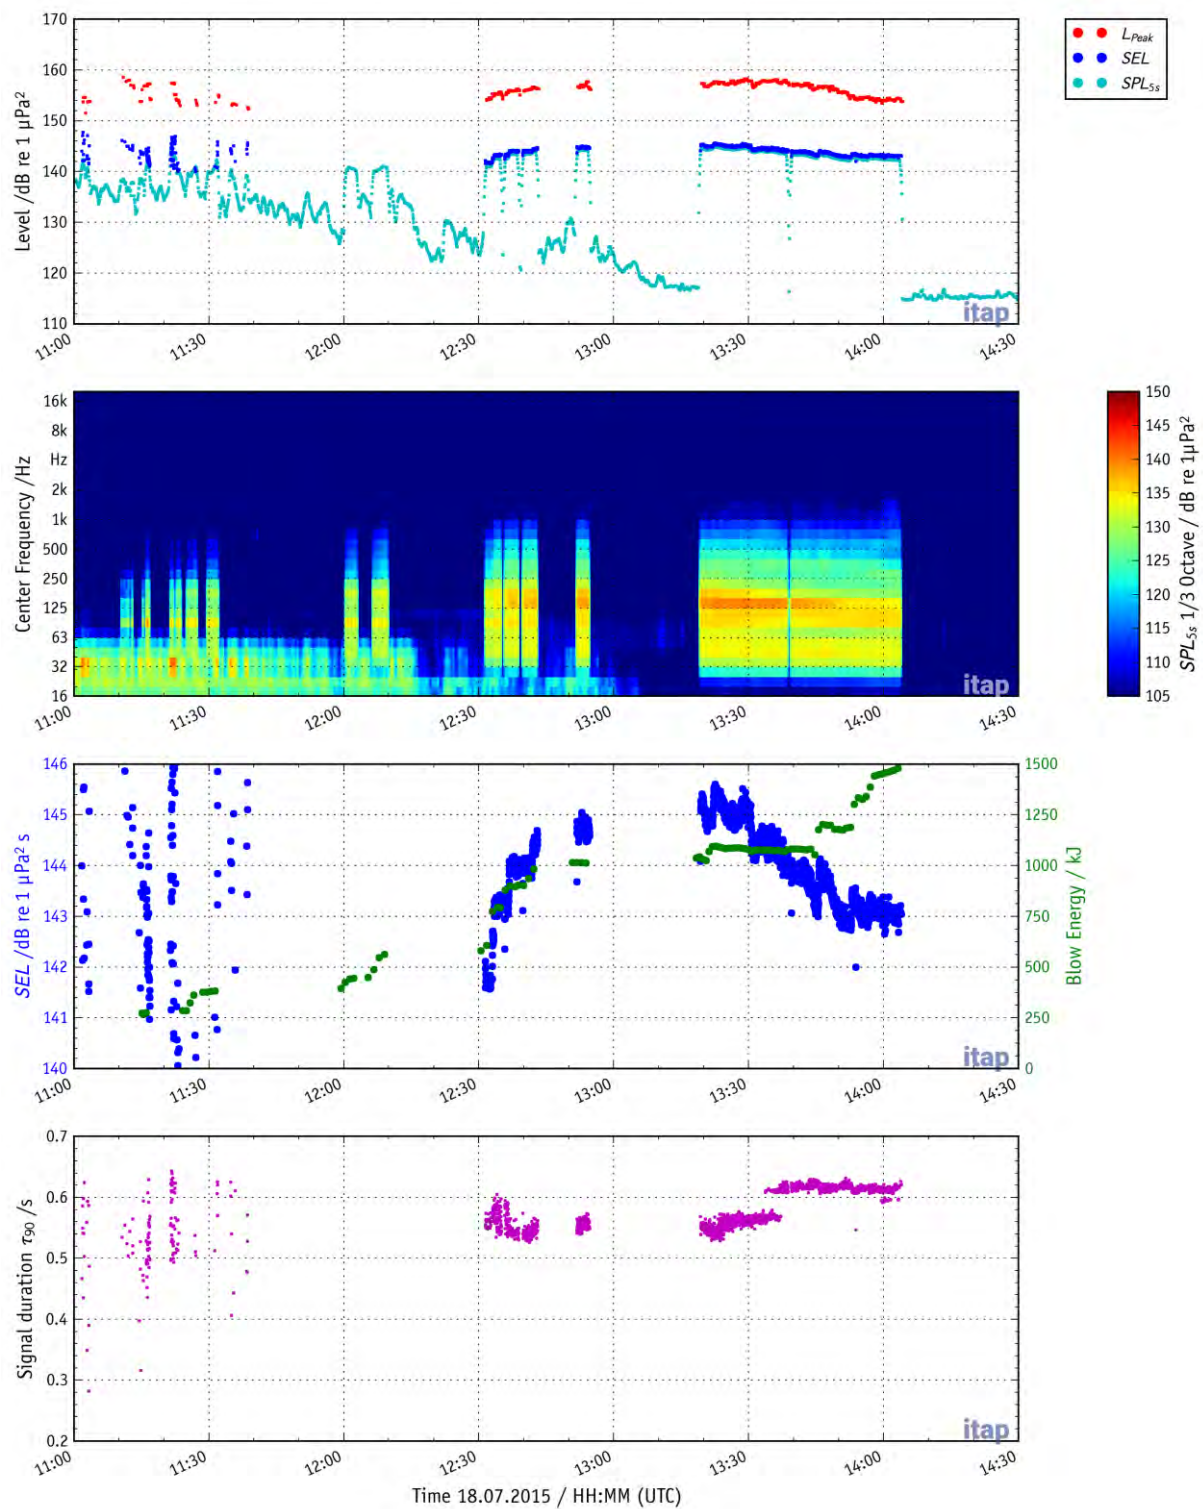 170
160
150
140
130
120
110
Level /dB re 1 µPa²
L_Peak
SEL
SPL_5s
itap
11:00 11:30 12:00 12:30 13:00 13:30 14:00 14:30
16k
8k
Hz
2k
1k
500
250
125
63
32
16
Center Frequency /Hz
itap
11:00 11:30 12:00 12:30 13:00 13:30 14:00 14:30
150
145
140
135
130
125
120
115
110
105
SPL_5s 1/3 Octave / dB re 1µPa²
146
145
144
143
142
141
140
SEL /dB re 1 µPa² s
1500
1250
1000
750
500
250
0
Blow Energy / kJ
itap
11:00 11:30 12:00 12:30 13:00 13:30 14:00 14:30
0.7
0.6
0.5
0.4
0.3
0.2
Signal duration τ90 /s
itap
11:00 11:30 12:00 12:30 13:00 13:30 14:00 14:30
Time 18.07.2015 / HH:MM (UTC)